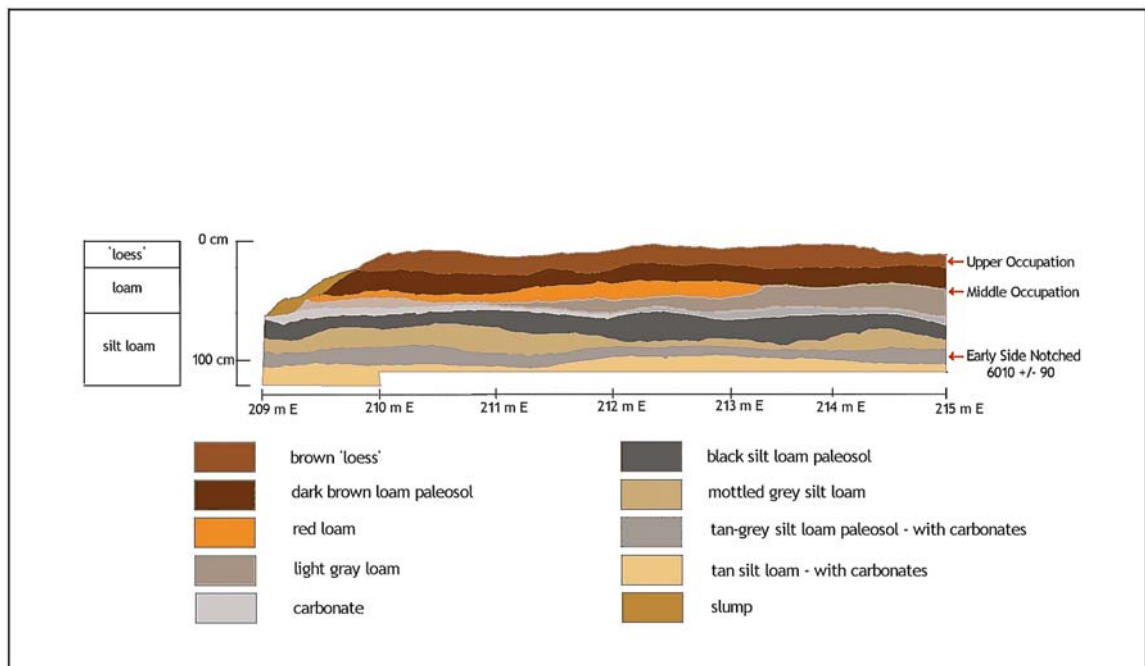 0 cm
'loess'
loam
silt loam
100 cm
Upper Occupation
Middle Occupation
Early Side Notched
6010 +/- 90
209 m E
210 m E
211 m E
212 m E
213 m E
214 m E
215 m E
brown 'loess'
dark brown loam paleosol
red loam
light gray loam
carbonate
black silt loam paleosol
mottled grey silt loam
tan-grey silt loam paleosol - with carbonates
tan silt loam - with carbonates
slump